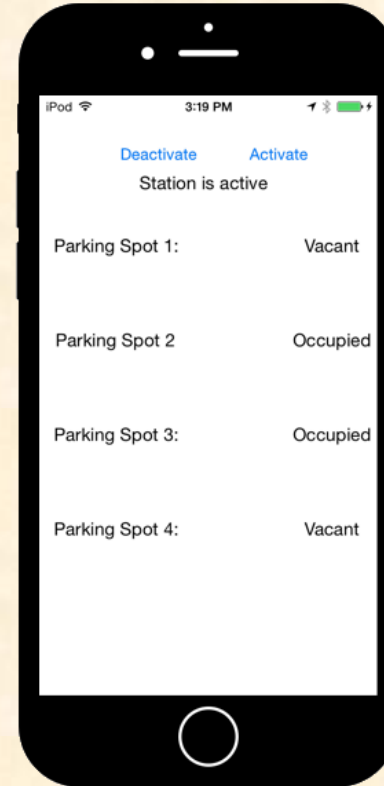 iPod 3:19 PM
Deactivate Activate
Station is active
Parking Spot 1: Vacant
Parking Spot 2 Occupied
Parking Spot 3: Occupied
Parking Spot 4: Vacant